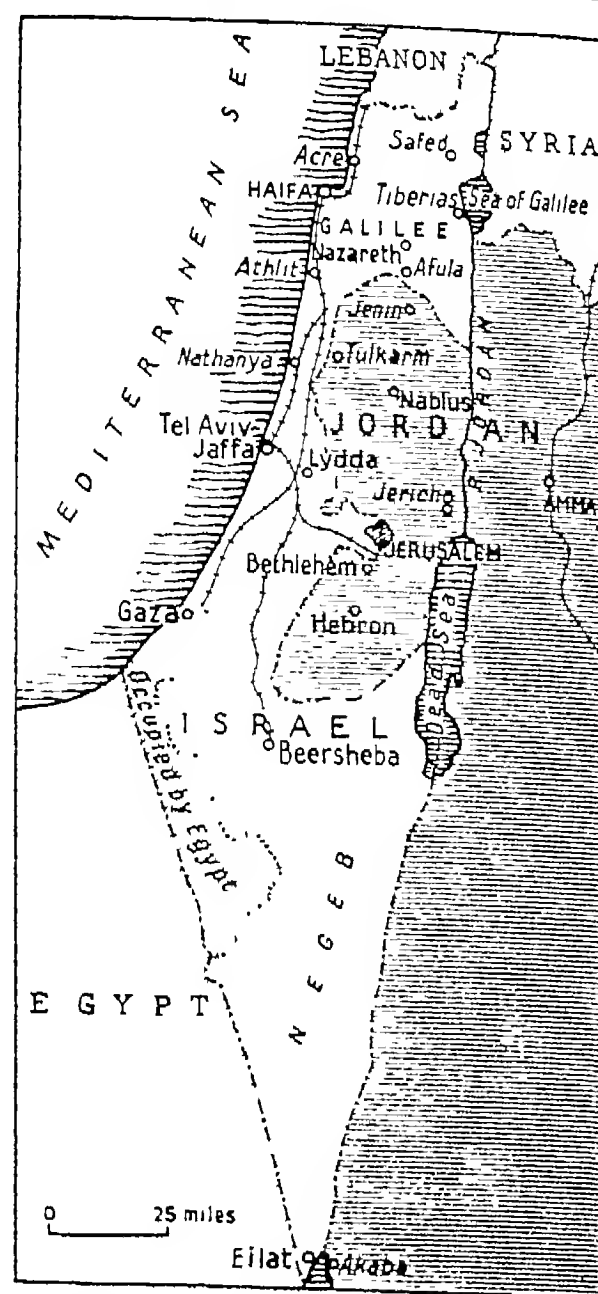 LEBANON
MEDITERRANEAN SEA
Safed
SYRIA
Acre
HAIFA
Tiberias
Sea of Galilee
GALILEE
Nazareth
Athlit
Afula
Jenin
Nathanya
Tulkarm
Nablus
R JORDAN
Tel Aviv-
Jaffa
JORDAN
Lydda
Jericho
AMMA
JERUSALEM
Bethlehem
Gaza
Hebron
Dead Sea
Occupied by Egypt
ISRAEL
Beersheba
NEGEB
EGYPT
0 25 miles
Eilat
Akaba